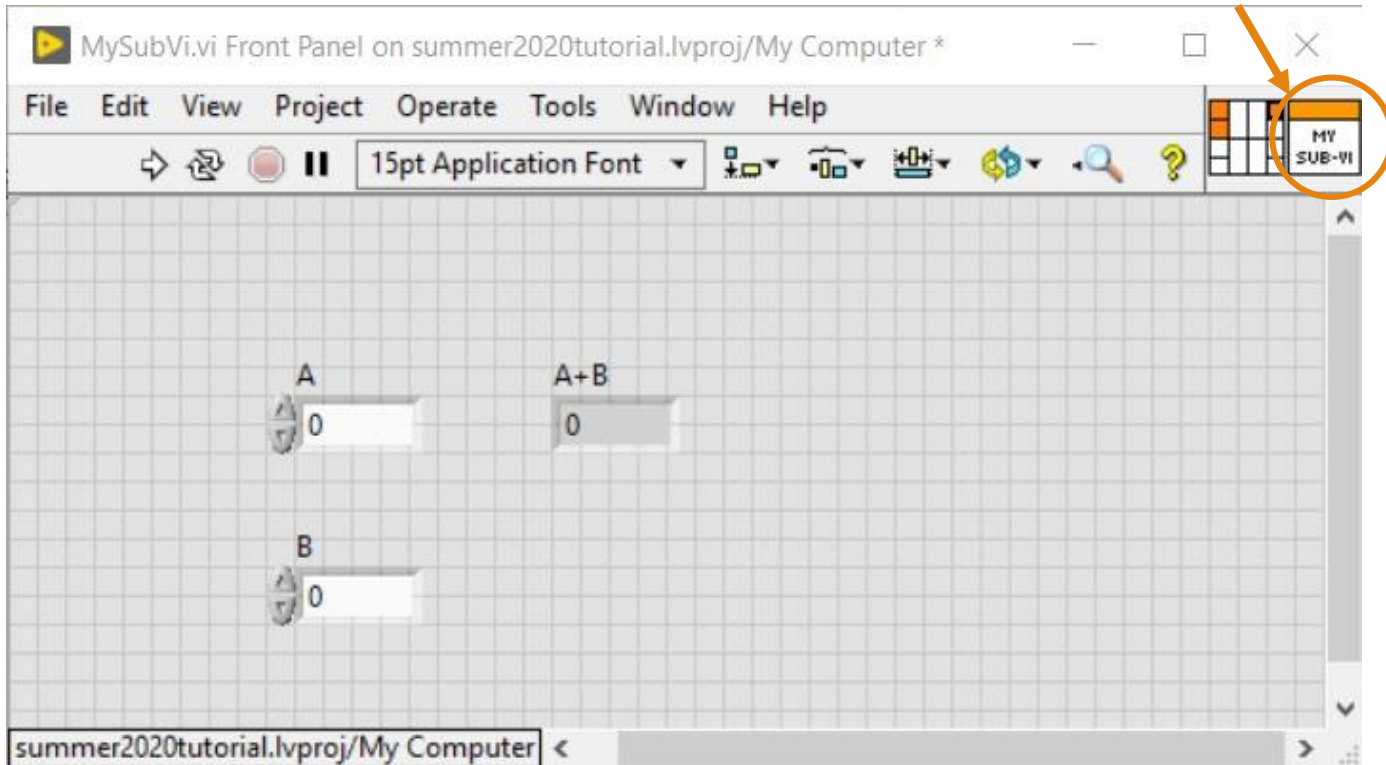 MySubVi.vi Front Panel on summer2020tutorial.lvproj/My Computer *
File Edit View Project Operate Tools Window Help
15pt Application Font
MY
SUB-VI
A A+B
0 0
B
0
summer2020tutorial.lvproj/My Computer